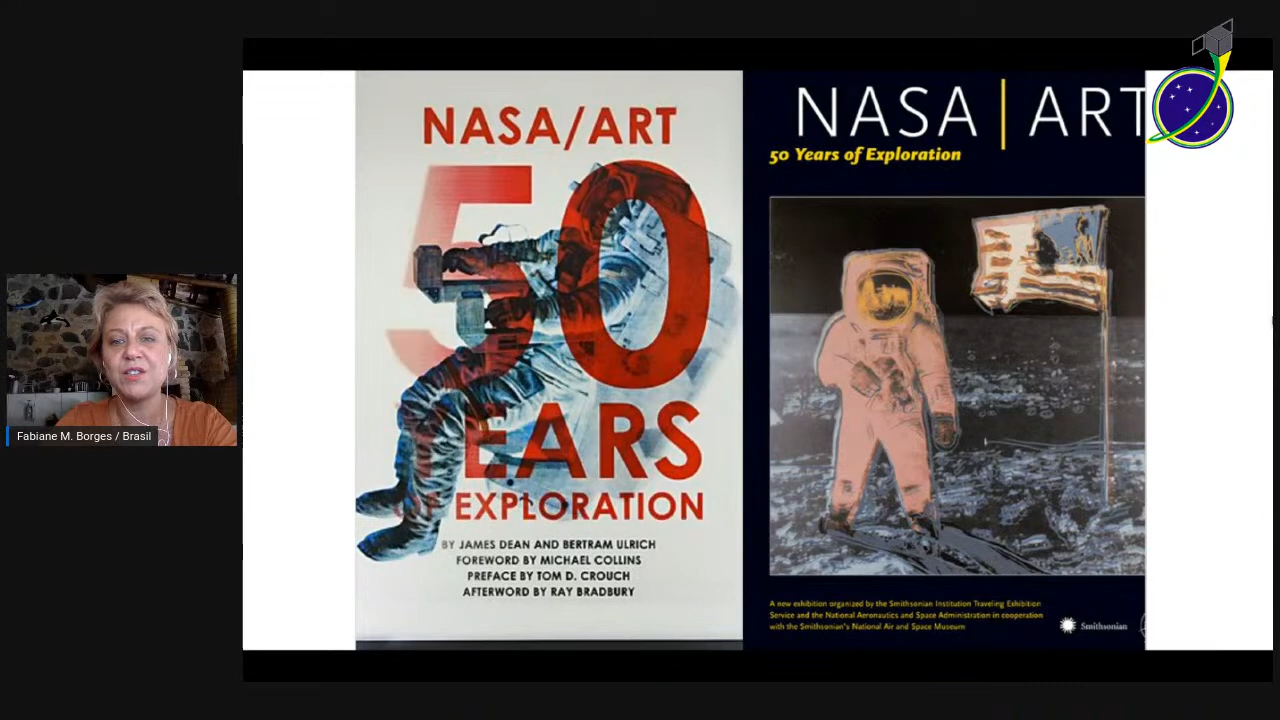 NASA/ART
50
YEARS
OF EXPLORATION
BY JAMES DEAN AND BERTRAM ULRICH
FOREWORD BY MICHAEL COLLINS
PREFACE BY TOM D. CROUCH
AFTERWORD BY RAY BRADBURY
NASA | ART
50 Years of Exploration
A new exhibition organized by the Smithsonian Institution Traveling Exhibition
Service and the National Aeronautics and Space Administration in cooperation
with the Smithsonian's National Air and Space Museum
Smithsonian
Fabiane M. Borges / Brasil